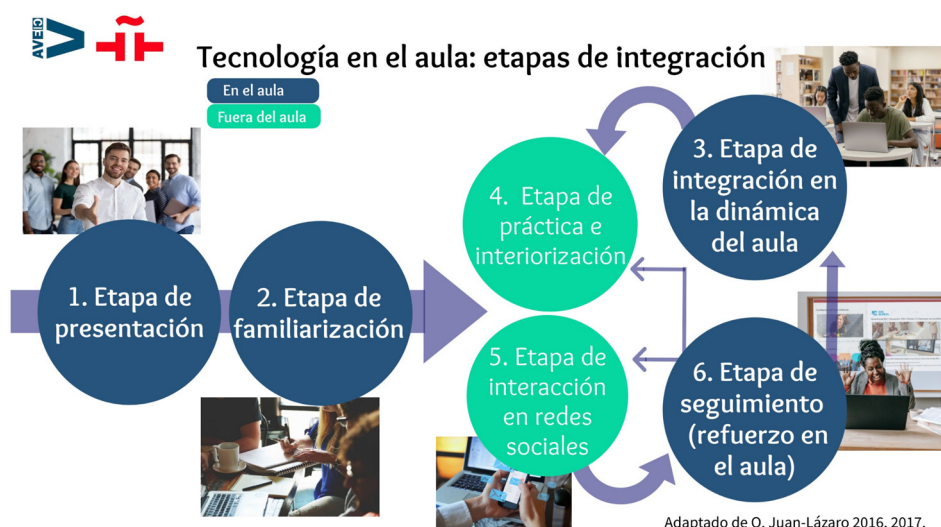 AVE
Tecnología en el aula: etapas de integración
En el aula
Fuera del aula
1. Etapa de
presentación
2. Etapa de
familiarización
3. Etapa de
integración en
la dinámica
del aula
4. Etapa de
práctica e
interiorización
5. Etapa de
interacción
en redes
sociales
6. Etapa de
seguimiento
(refuerzo en
el aula)
Adaptado de O. Juan-Lázaro 2016, 2017.